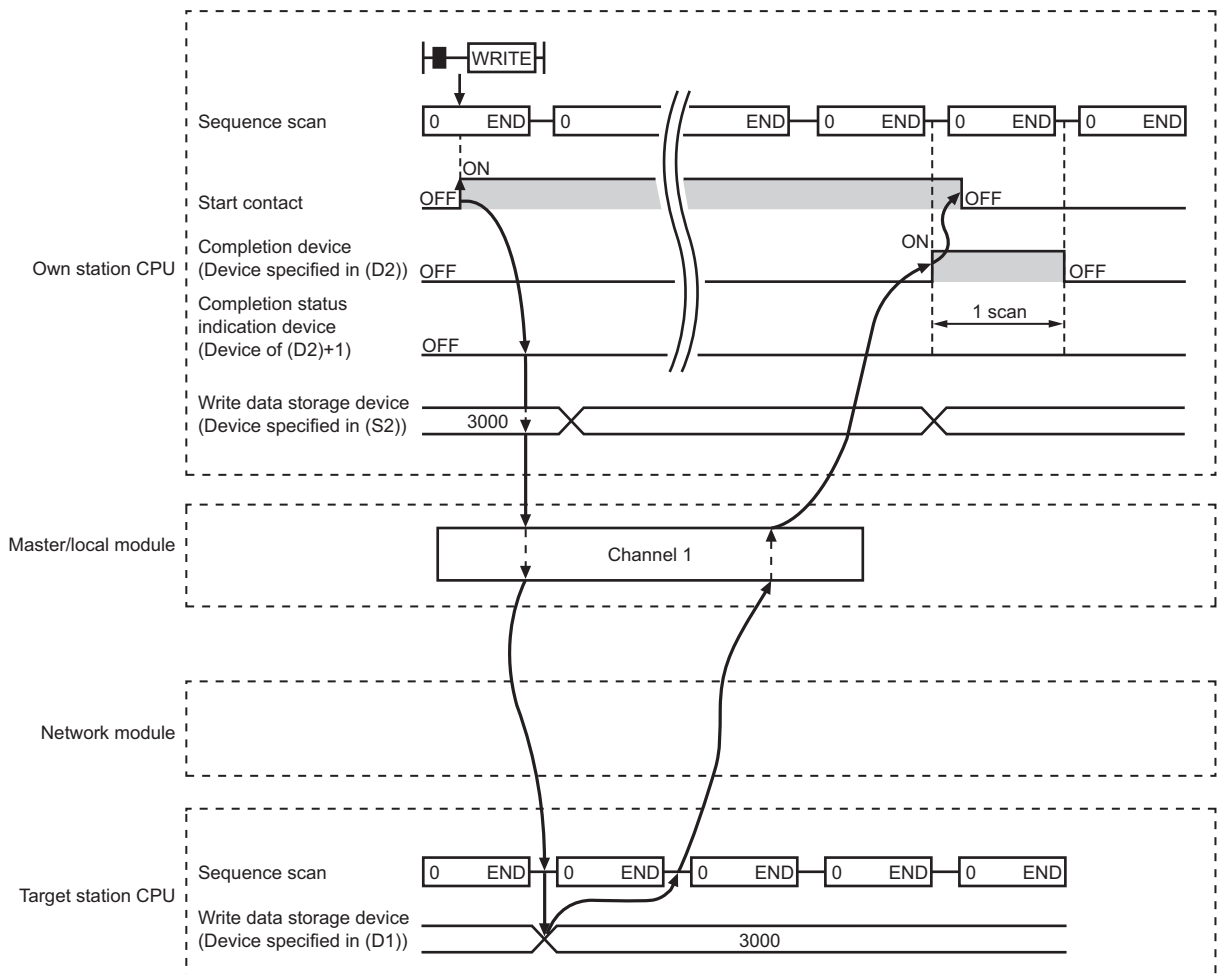 WRITE
Sequence scan
0 END 0 END 0 END 0 END 0 END
ON
Start contact
OFF
OFF
Own station CPU
Completion device
(Device specified in (D2))
OFF
ON
OFF
1 scan
Completion status
indication device
(Device of (D2)+1)
OFF
Write data storage device
(Device specified in (S2))
3000
Master/local module
Channel 1
Network module
Target station CPU
Sequence scan
0 END 0 END 0 END 0 END 0 END
Write data storage device
(Device specified in (D1))
3000